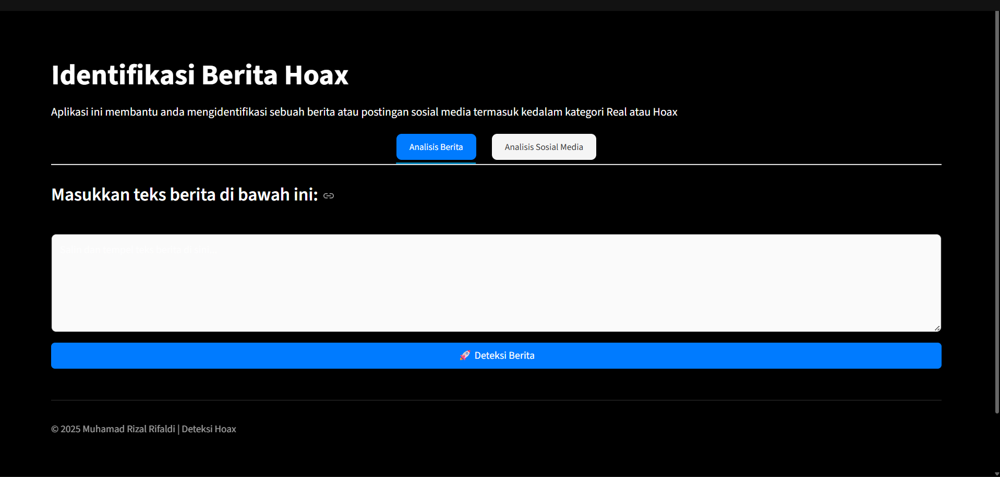 Identifikasi Berita Hoax
Aplikasi ini membantu anda mengidentifikasi sebuah berita atau postingan sosial media termasuk kedalam kategori Real atau Hoax
Analisis Berita
Analisis Sosial Media
Masukkan teks berita di bawah ini:
Salin dan tempel teks berita di sini...
🚀 Deteksi Berita
© 2025 Muhamad Rizal Rifaldi | Deteksi Hoax